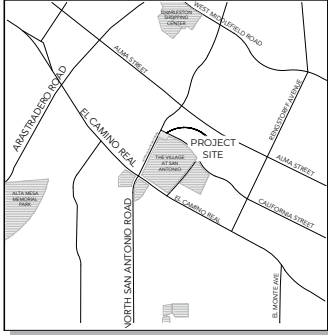 CHARLESTON
SHOPPING
CENTER
WEST MIDDLEFIELD ROAD
ALMA STREET
ARASTRADERO ROAD
RENGSTORFF AVENUE
EL CAMINO REAL
PROJECT
SITE
THE VILLAGE
AT SAN
ANTONIO
ALMA STREET
ALTA MESA
MEMORIAL
PARK
CALIFORNIA STREET
EL CAMINO REAL
NORTH SAN ANTONIO ROAD
EL MONTE AVE